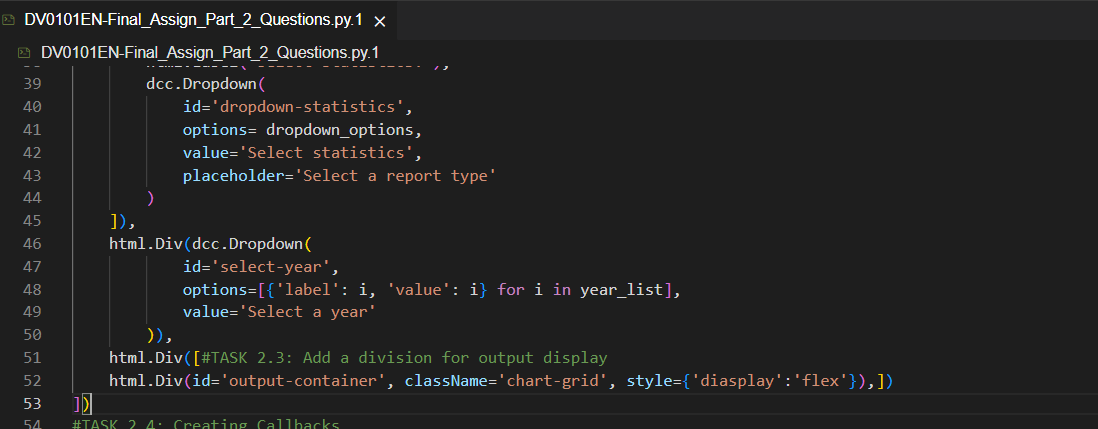 DV0101EN-Final_Assign_Part_2_Questions.py.1 ×
DV0101EN-Final_Assign_Part_2_Questions.py.1
39 dcc.Dropdown(
40 id='dropdown-statistics',
41 options= dropdown_options,
42 value='Select statistics',
43 placeholder='Select a report type'
44 )
45 ]),
46 html.Div(dcc.Dropdown(
47 id='select-year',
48 options=[{'label': i, 'value': i} for i in year_list],
49 value='Select a year'
50 )),
51 html.Div([#TASK 2.3: Add a division for output display
52 html.Div(id='output-container', className='chart-grid', style={'diasplay':'flex'}),])
53 ])
54 #TASK 2.4: Creating Callbacks